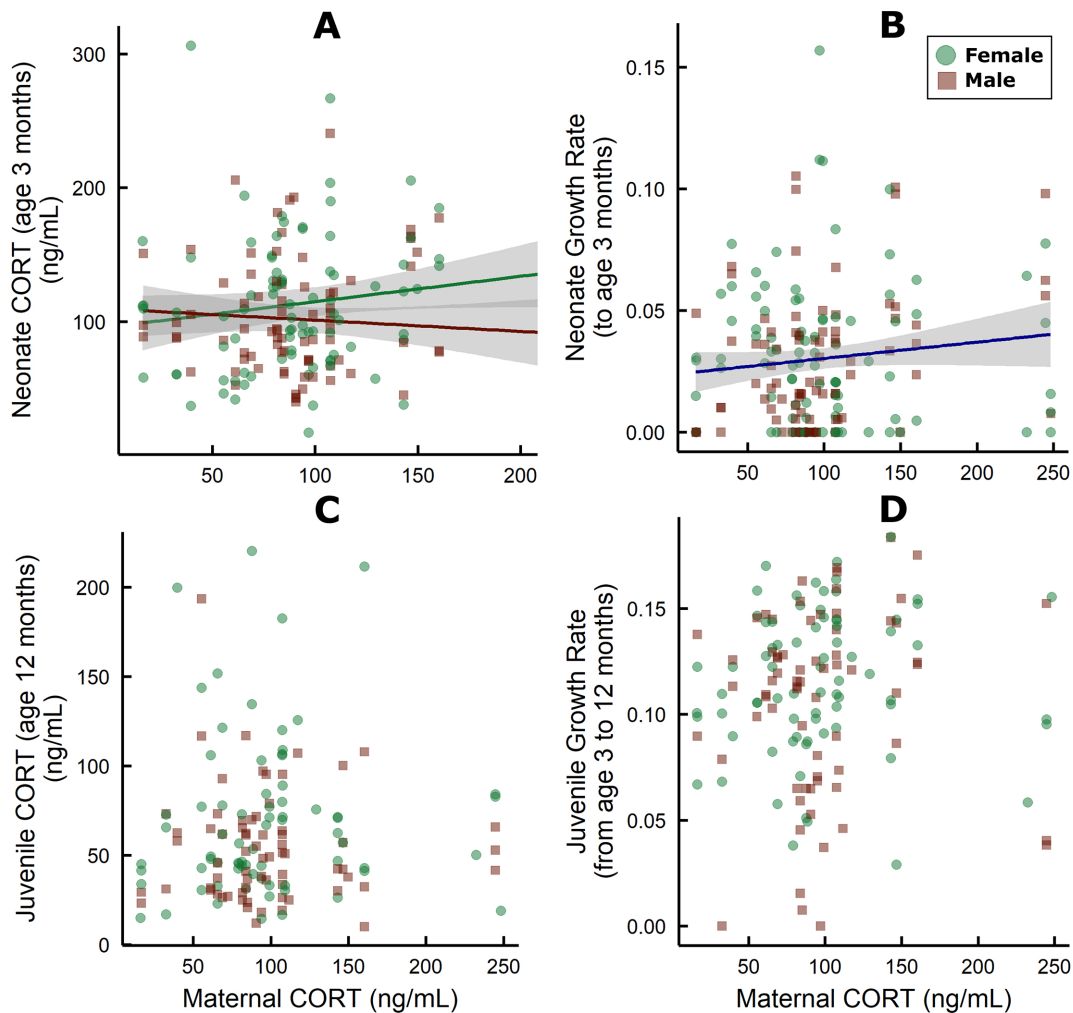 A
Neonate CORT (age 3 months)
(ng/mL)
300
200
100
50
100
150
200
B
Female
Male
Neonate Growth Rate
(to age 3 months)
0.15
0.10
0.05
0.00
50
100
150
200
250
C
Juvenile CORT (age 12 months)
(ng/mL)
200
150
100
50
0
50
100
150
200
250
Maternal CORT (ng/mL)
D
Juvenile Growth Rate
(from age 3 to 12 months)
0.15
0.10
0.05
0.00
50
100
150
200
250
Maternal CORT (ng/mL)